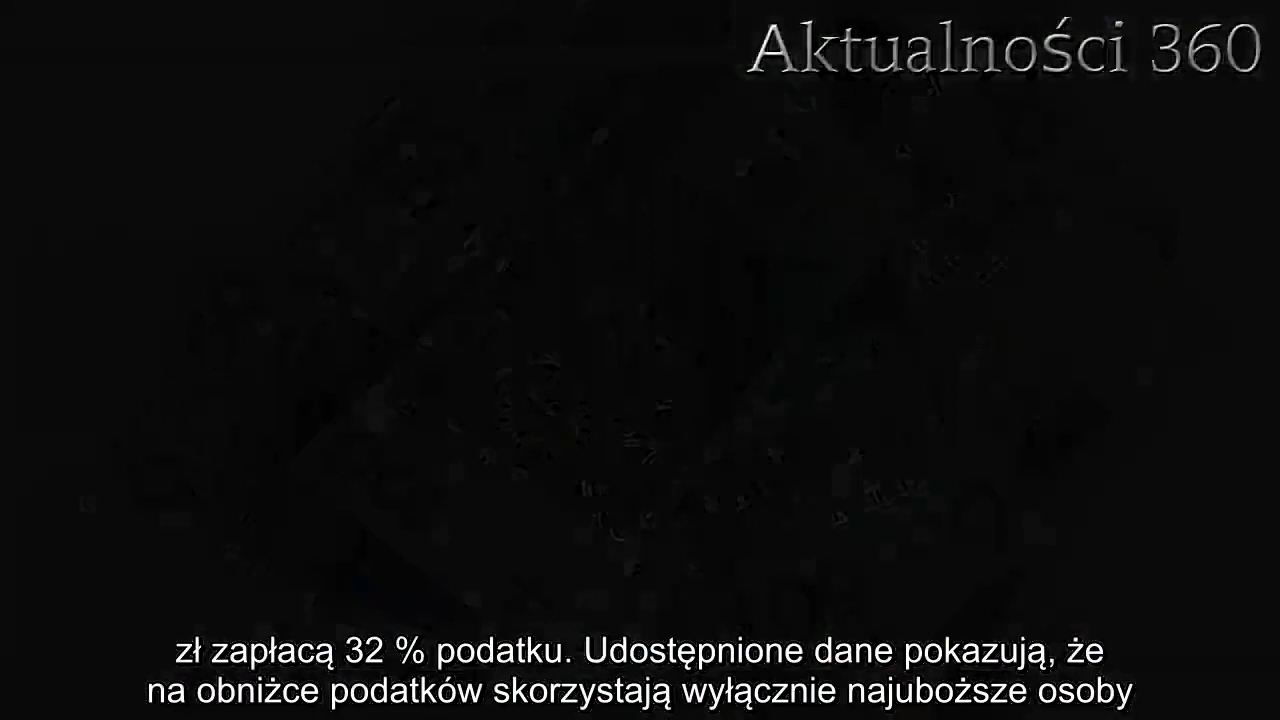 Aktualności 360
zł zapłacą 32 % podatku. Udostępnione dane pokazują, że
na obniżce podatków skorzystają wyłącznie najuboższe osoby